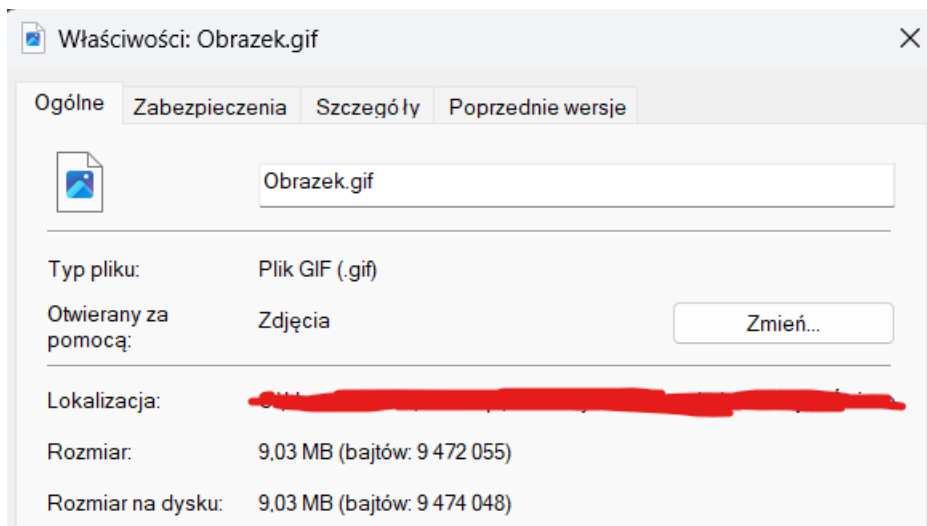 Właściwości: Obrazek.gif
Ogólne Zabezpieczenia Szczegóły Poprzednie wersje
Obrazek.gif
Typ pliku: Plik GIF (.gif)
Otwierany za pomocą: Zdjęcia Zmień...
Lokalizacja:
Rozmiar: 9,03 MB (bajtów: 9 472 055)
Rozmiar na dysku: 9,03 MB (bajtów: 9 474 048)